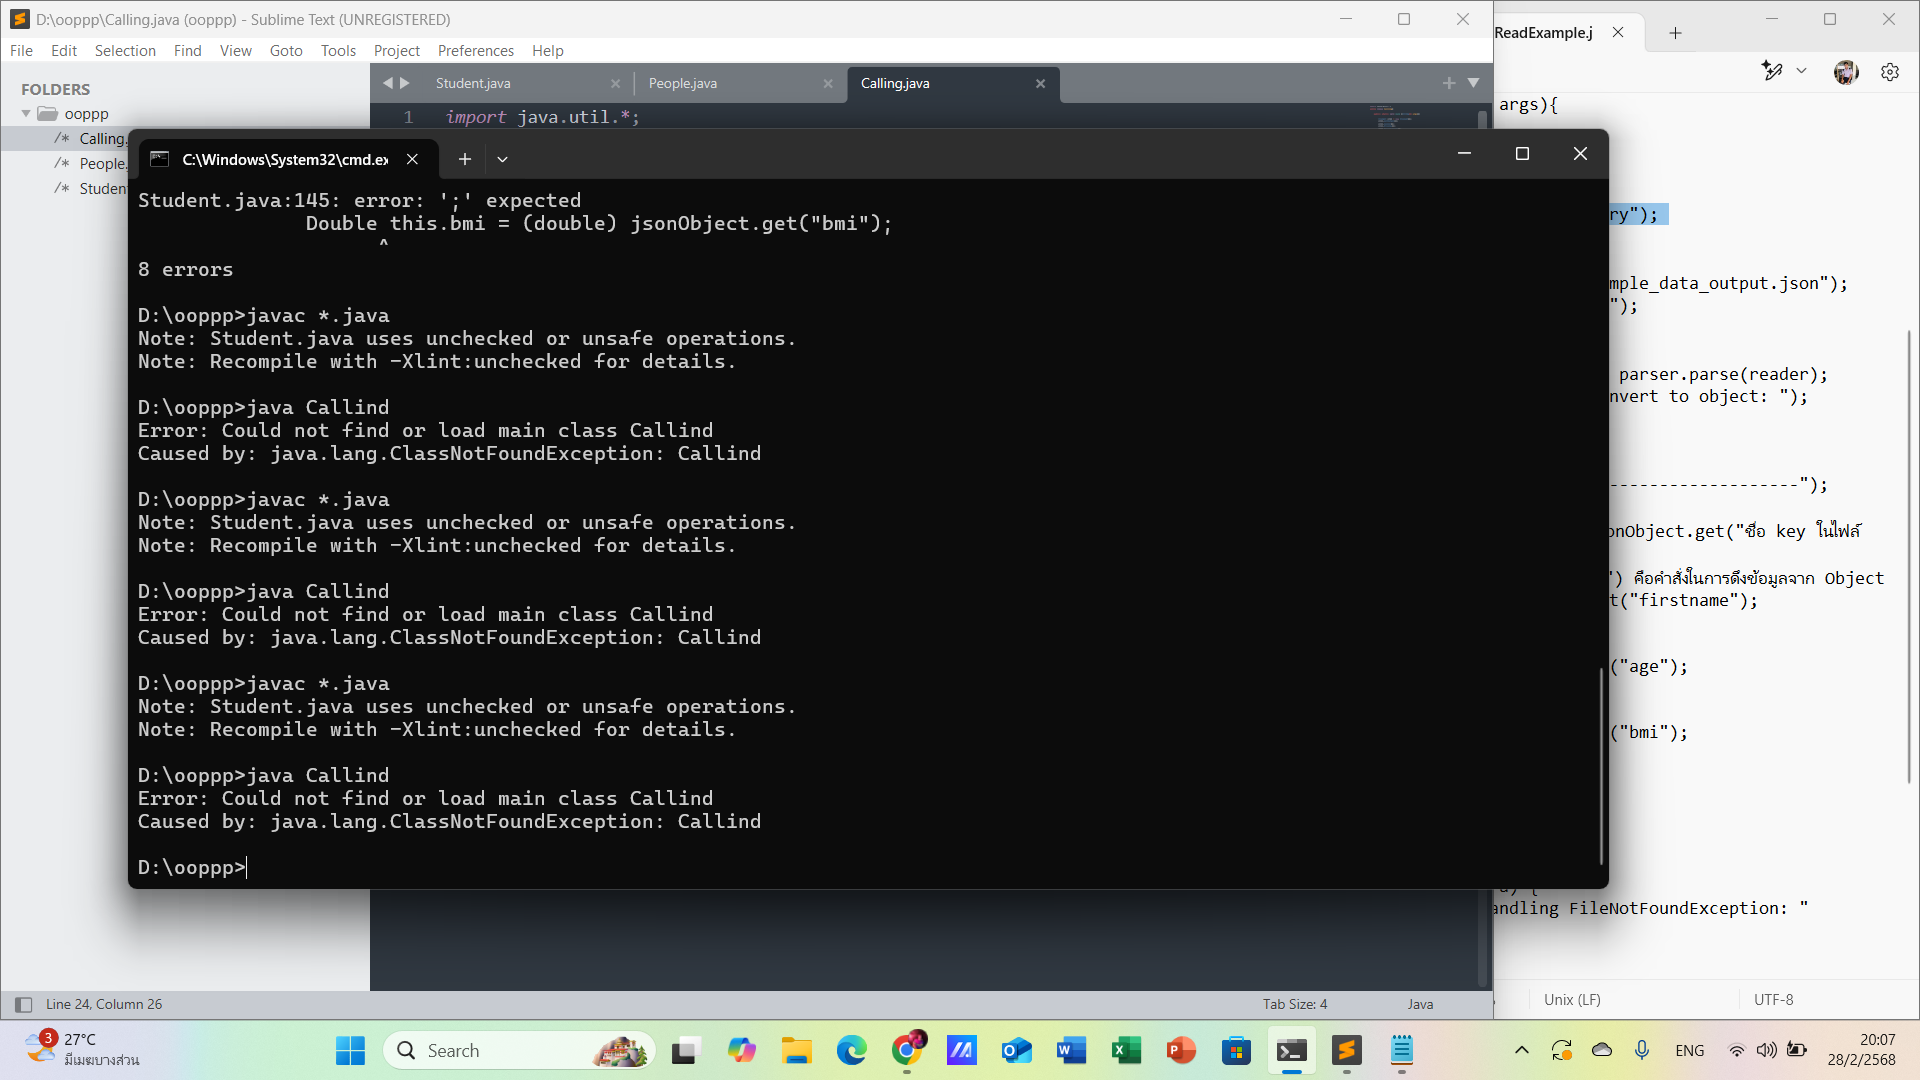 D:\ooppp\Calling.java (ooppp) - Sublime Text (UNREGISTERED)
File Edit Selection Find View Goto Tools Project Preferences Help
FOLDERS
ooppp
/* Calling.
/* People.
/* Student
Student.java
People.java
Calling.java
1 import java.util.*;
C:\Windows\System32\cmd.ex
Student.java:145: error: ';' expected
Double this.bmi = (double) jsonObject.get("bmi");
^
8 errors
D:\ooppp>javac *.java
Note: Student.java uses unchecked or unsafe operations.
Note: Recompile with -Xlint:unchecked for details.
D:\ooppp>java Callind
Error: Could not find or load main class Callind
Caused by: java.lang.ClassNotFoundException: Callind
D:\ooppp>javac *.java
Note: Student.java uses unchecked or unsafe operations.
Note: Recompile with -Xlint:unchecked for details.
D:\ooppp>java Callind
Error: Could not find or load main class Callind
Caused by: java.lang.ClassNotFoundException: Callind
D:\ooppp>javac *.java
Note: Student.java uses unchecked or unsafe operations.
Note: Recompile with -Xlint:unchecked for details.
D:\ooppp>java Callind
Error: Could not find or load main class Callind
Caused by: java.lang.ClassNotFoundException: Callind
D:\ooppp>
ReadExample.j
args){
ry");
mple_data_output.json");
");
parser.parse(reader);
nvert to object: ");
-------------------");
onObject.get("ชื่อ key ในไฟล์
") คือคำสั่งในการดึงข้อมูลจาก Object
t("firstname");
("age");
("bmi");
andling FileNotFoundException: "
Line 24, Column 26
Tab Size: 4
Java
Unix (LF)
UTF-8
3
27°C
มีเมฆบางส่วน
Search
ENG
20:07
28/2/2568